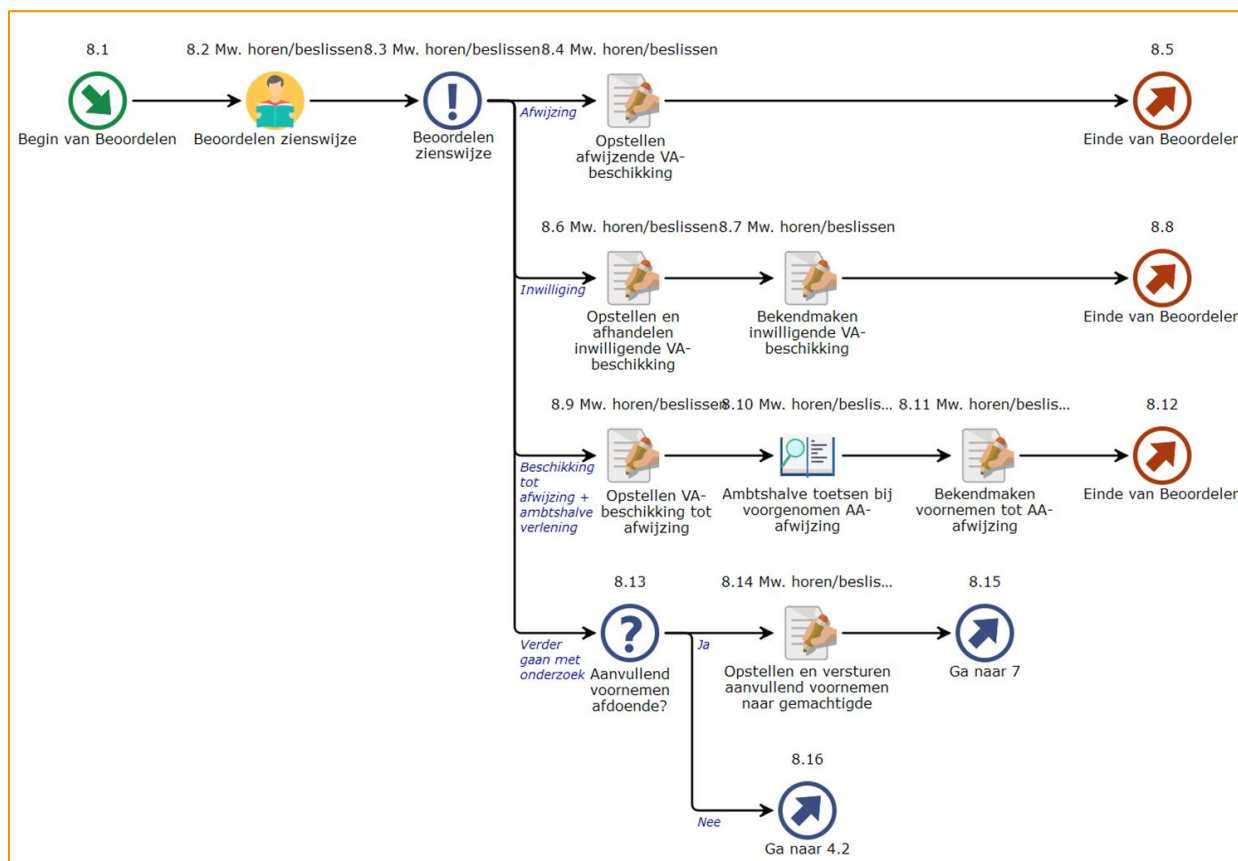 8.1
8.2 Mw. horen/beslissen
8.3 Mw. horen/beslissen
8.4 Mw. horen/beslissen
8.5
Begin van Beoordelen
Beoordelen zienswijze
Beoordelen
zienswijze
Afwijzing
Opstellen
afwijzende VA-
beschikking
Einde van Beoordelen
8.6 Mw. horen/beslissen
8.7 Mw. horen/beslissen
8.8
Inwilliging
Opstellen en
afhandelen
inwilligende VA-
beschikking
Bekendmaken
inwilligende VA-
beschikking
Einde van Beoordelen
8.9 Mw. horen/beslissen
8.10 Mw. horen/beslis...
8.11 Mw. horen/beslis...
8.12
Beschikking
tot
afwijzing +
ambtshalve
verlening
Opstellen VA-
beschikking tot
afwijzing
Ambtshalve toetsen bij
voorgenomen AA-
afwijzing
Bekendmaken
voornemen tot AA-
afwijzing
Einde van Beoordelen
8.13
8.14 Mw. horen/beslis...
8.15
Verder
gaan met
onderzoek
Aanvullend
voornemen
afdoende?
Ja
Opstellen en versturen
aanvullend voornemen
naar gemachtigde
Ga naar 7
8.16
Nee
Ga naar 4.2